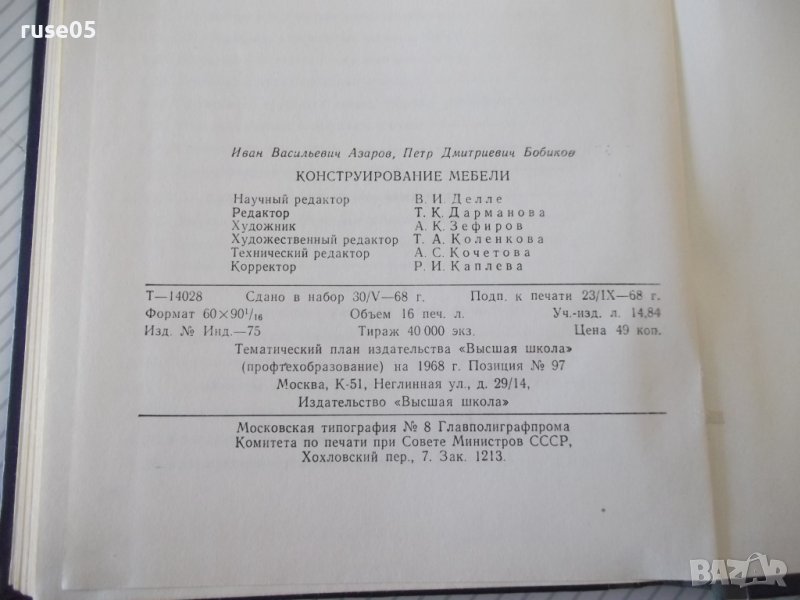 ruse05
Иван Васильевич Азаров, Петр Дмитриевич Бобиков
КОНСТРУИРОВАНИЕ МЕБЕЛИ
Научный редактор В. И. Делле
Редактор Т. К. Дарманова
Художник А. К. Зефиров
Художественный редактор Т. А. Коленкова
Технический редактор А. С. Кочетова
Корректор Р. И. Каплева
Т—14028 Сдано в набор 30/V—68 г. Подп. к печати 23/IX—68 г.
Формат 60×90¹/₁₆ Объем 16 печ. л. Уч.-изд. л. 14,84
Изд. № Инд.—75 Тираж 40 000 экз. Цена 49 коп.
Тематический план издательства «Высшая школа»
(профтехобразование) на 1968 г. Позиция № 97
Москва, К-51, Неглинная ул., д. 29/14,
Издательство «Высшая школа»
Московская типография № 8 Главполиграфпрома
Комитета по печати при Совете Министров СССР,
Хохловский пер., 7. Зак. 1213.
BAZAR